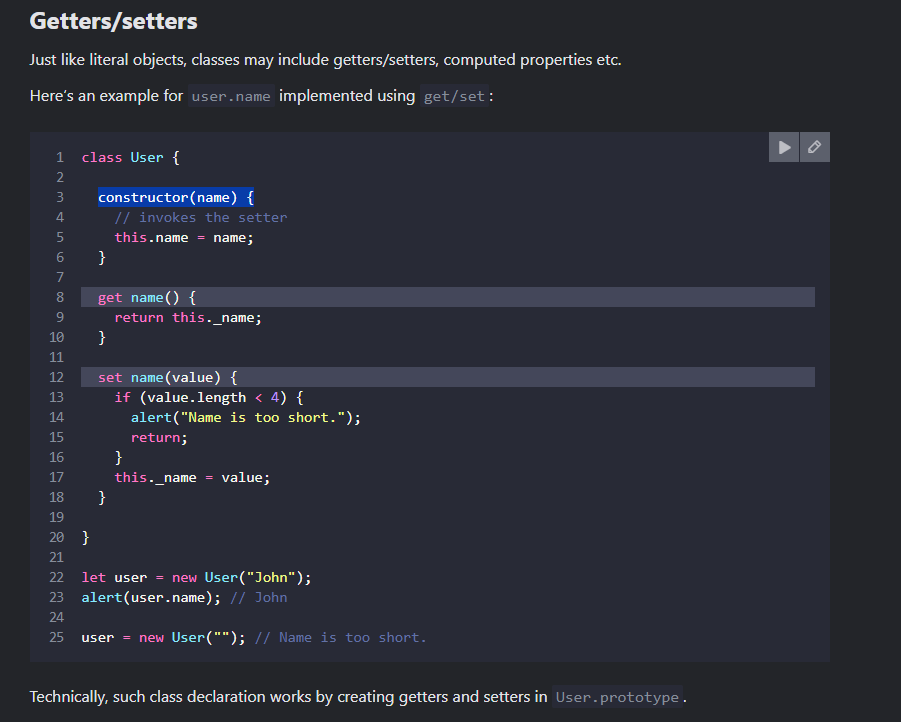 Getters/setters
Just like literal objects, classes may include getters/setters, computed properties etc.
Here's an example for user.name implemented using get/set:
1 class User {
2
3 constructor(name) {
4 // invokes the setter
5 this.name = name;
6 }
7
8 get name() {
9 return this._name;
10 }
11
12 set name(value) {
13 if (value.length < 4) {
14 alert("Name is too short.");
15 return;
16 }
17 this._name = value;
18 }
19
20 }
21
22 let user = new User("John");
23 alert(user.name); // John
24
25 user = new User(""); // Name is too short.
Technically, such class declaration works by creating getters and setters in User.prototype.